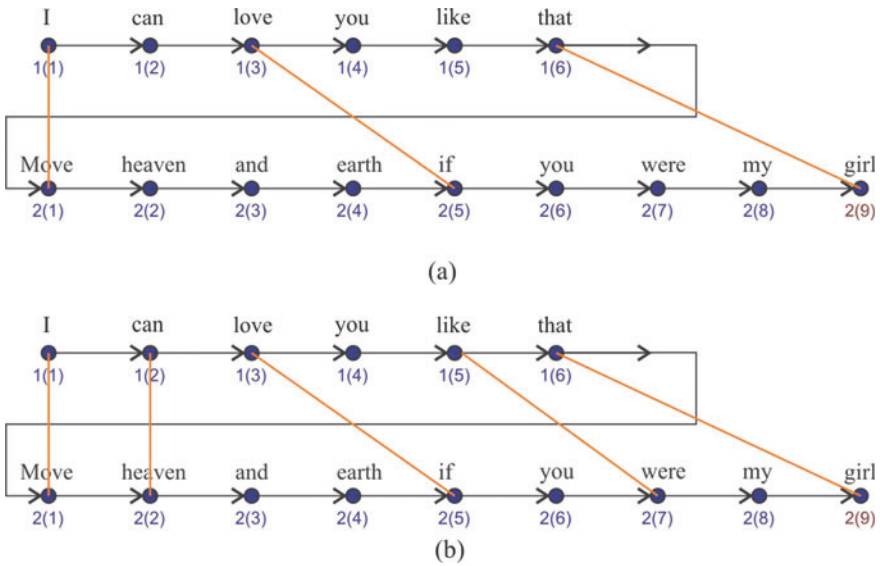 I can love you like that
1(1) 1(2) 1(3) 1(4) 1(5) 1(6)
Move heaven and earth if you were my girl
2(1) 2(2) 2(3) 2(4) 2(5) 2(6) 2(7) 2(8) 2(9)
(a)
I can love you like that
1(1) 1(2) 1(3) 1(4) 1(5) 1(6)
Move heaven and earth if you were my girl
2(1) 2(2) 2(3) 2(4) 2(5) 2(6) 2(7) 2(8) 2(9)
(b)